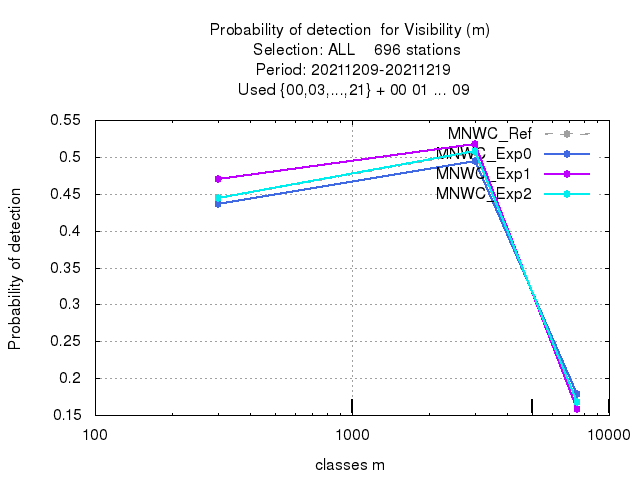 Probability of detection  for Visibility (m)
Selection: ALL    696 stations
Period: 20211209-20211219
Used {00,03,...,21} + 00 01 ... 09
MNWC_Ref
MNWC_Exp0
MNWC_Exp1
MNWC_Exp2
0.55
0.5
0.45
0.4
0.35
0.3
0.25
0.2
0.15
Probability of detection
100
1000
10000
classes m